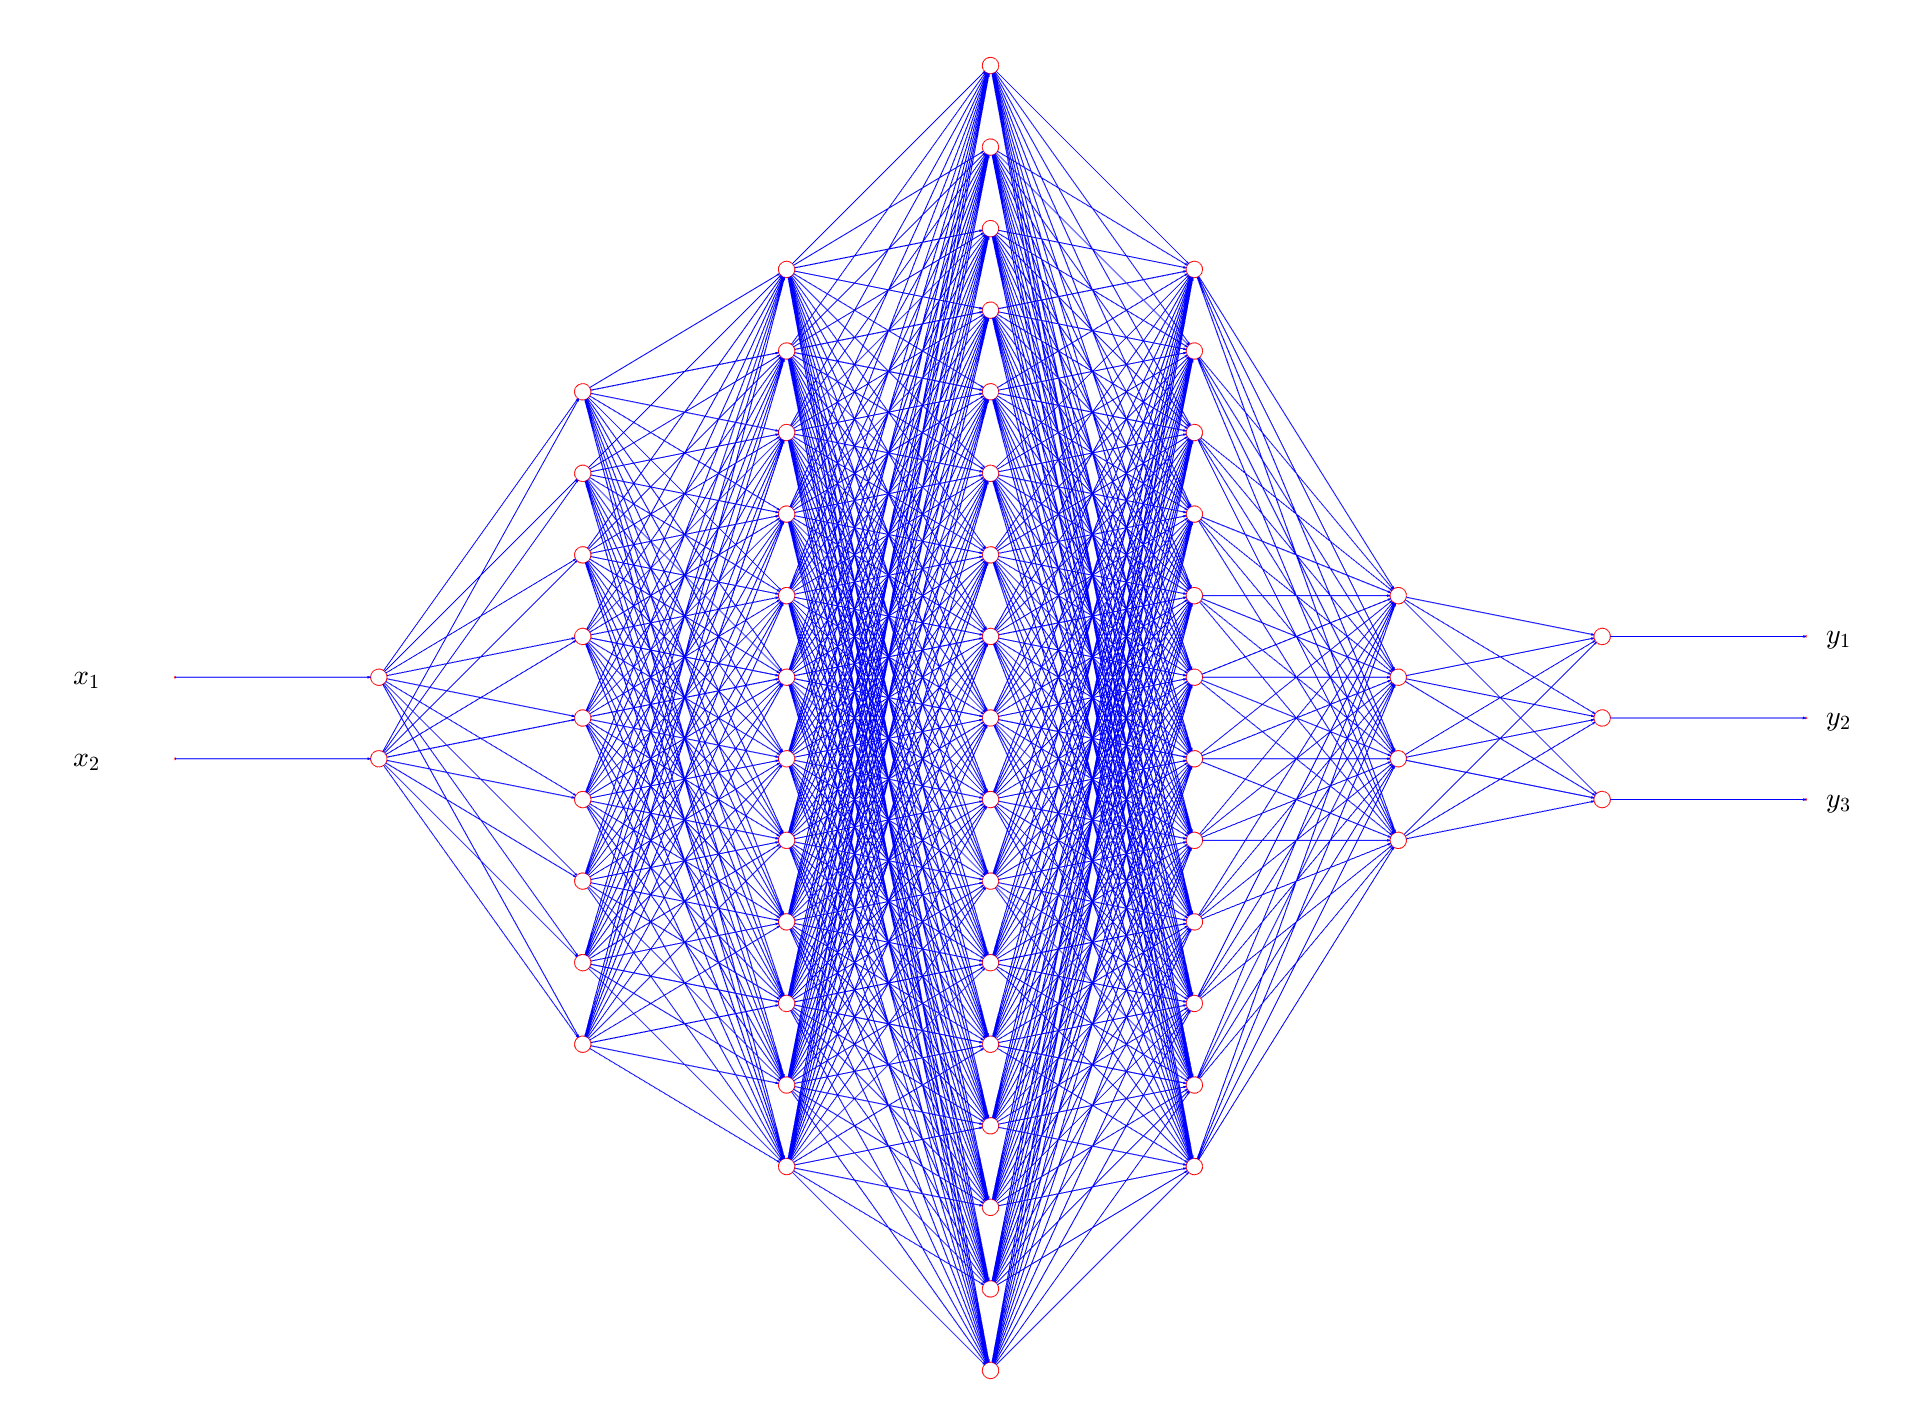 x₁
x₂
y₁
y₂
y₃